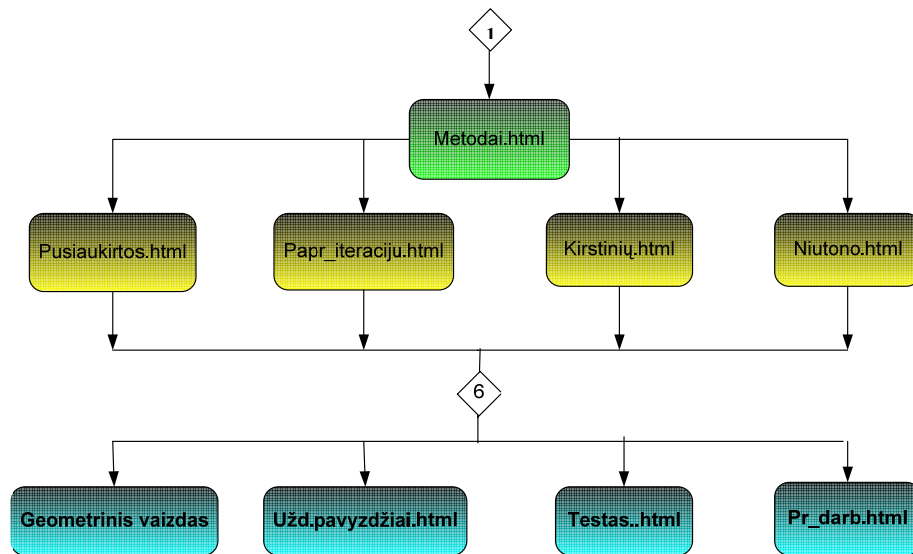 1
Metodai.html
Pusiaukirtos.html
Papr_iteraciju.html
Kirstinių.html
Niutono.html
6
Geometrinis vaizdas
Užd.pavyzdžiai.html
Testas..html
Pr_darb.html